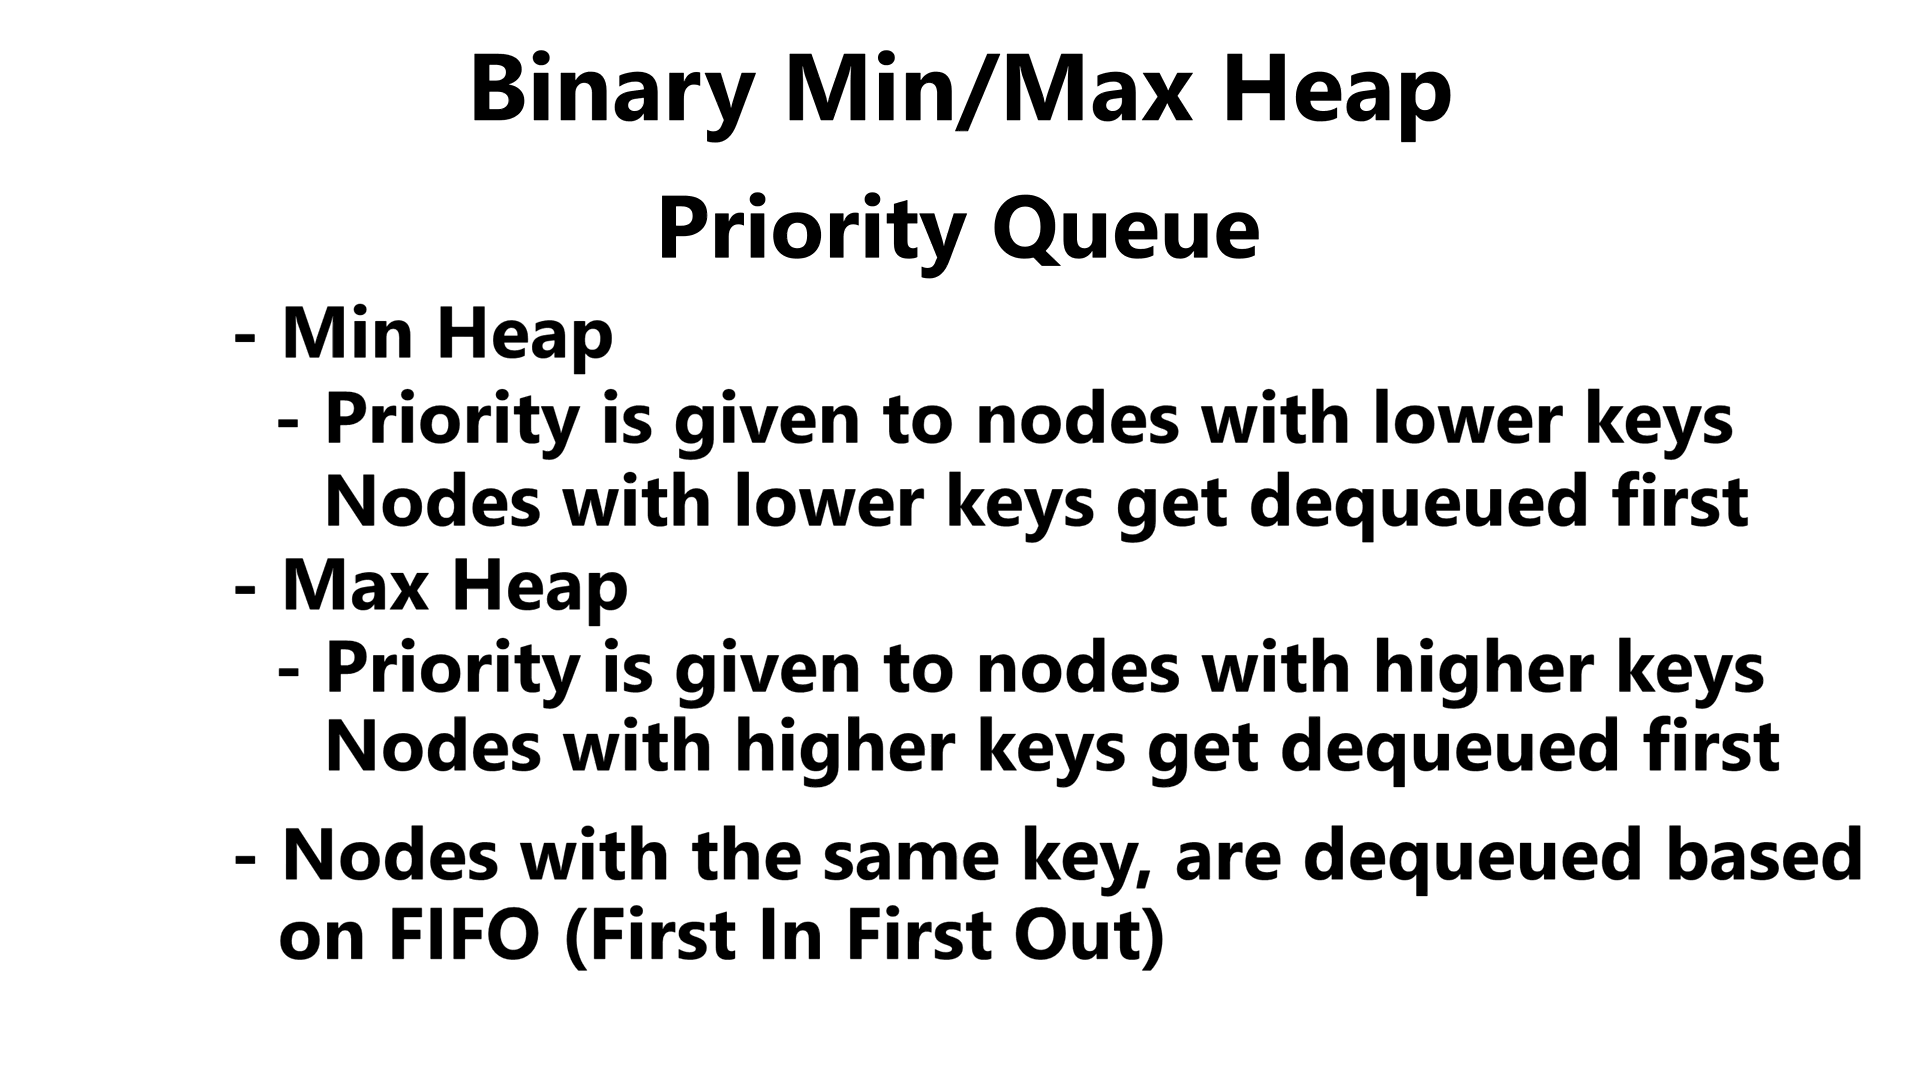 Binary Min/Max Heap
Priority Queue
- Min Heap
- Priority is given to nodes with lower keys
Nodes with lower keys get dequeued first
- Max Heap
- Priority is given to nodes with higher keys
Nodes with higher keys get dequeued first
- Nodes with the same key, are dequeued based
on FIFO (First In First Out)